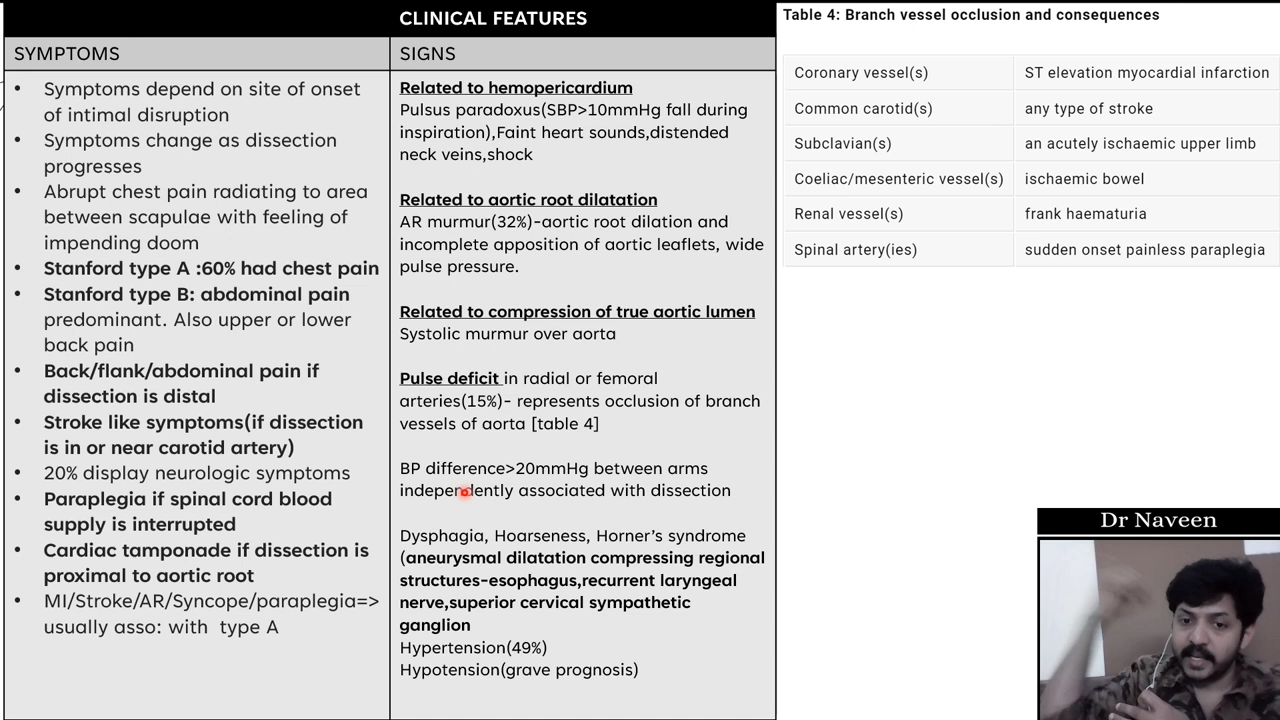 CLINICAL FEATURES
SYMPTOMS
• Symptoms depend on site of onset
of intimal disruption
• Symptoms change as dissection
progresses
• Abrupt chest pain radiating to area
between scapulae with feeling of
impending doom
• Stanford type A :60% had chest pain
• Stanford type B: abdominal pain
predominant. Also upper or lower
back pain
• Back/flank/abdominal pain if
dissection is distal
• Stroke like symptoms(if dissection
is in or near carotid artery)
• 20% display neurologic symptoms
• Paraplegia if spinal cord blood
supply is interrupted
• Cardiac tamponade if dissection is
proximal to aortic root
• MI/Stroke/AR/Syncope/paraplegia=>
usually asso: with type A
SIGNS
Related to hemopericardium
Pulsus paradoxus(SBP>10mmHg fall during
inspiration),Faint heart sounds,distended
neck veins,shock
Related to aortic root dilatation
AR murmur(32%)-aortic root dilation and
incomplete apposition of aortic leaflets, wide
pulse pressure.
Related to compression of true aortic lumen
Systolic murmur over aorta
Pulse deficit in radial or femoral
arteries(15%)- represents occlusion of branch
vessels of aorta [table 4]
BP difference>20mmHg between arms
independently associated with dissection
Dysphagia, Hoarseness, Horner's syndrome
(aneurysmal dilatation compressing regional
structures-esophagus,recurrent laryngeal
nerve,superior cervical sympathetic
ganglion
Hypertension(49%)
Hypotension(grave prognosis)
Table 4: Branch vessel occlusion and consequences
Coronary vessel(s) ST elevation myocardial infarction
Common carotid(s) any type of stroke
Subclavian(s) an acutely ischaemic upper limb
Coeliac/mesenteric vessel(s) ischaemic bowel
Renal vessel(s) frank haematuria
Spinal artery(ies) sudden onset painless paraplegia
Dr Naveen